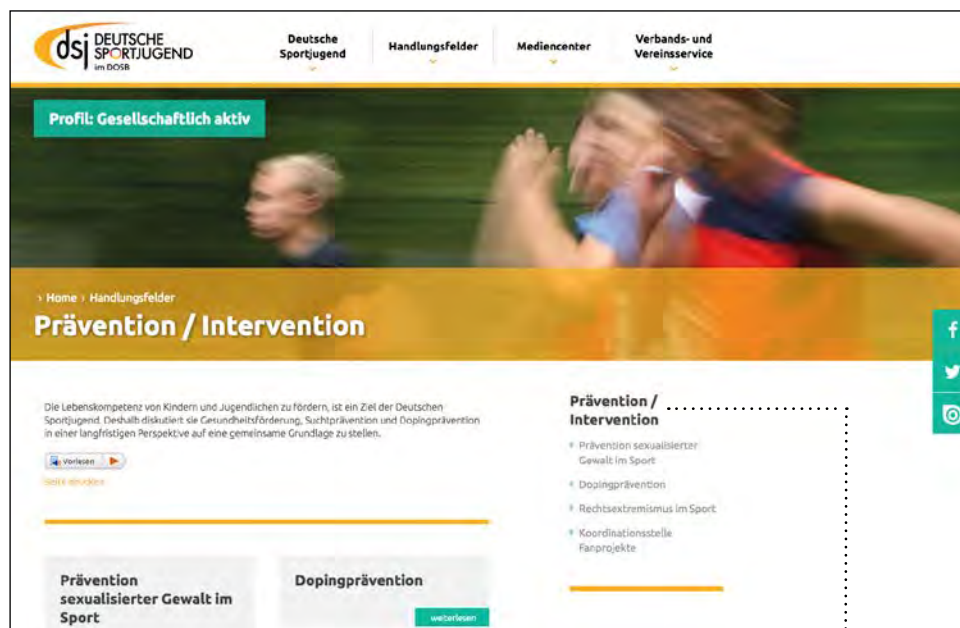 dsj DEUTSCHE
SPORTJUGEND
im DOSB
Deutsche
Sportjugend
Handlungsfelder
Mediencenter
Verbands- und
Vereinsservice
Profil: Gesellschaftlich aktiv
› Home › Handlungsfelder
Prävention / Intervention
Die Lebenskompetenz von Kindern und Jugendlichen zu fördern, ist ein Ziel der Deutschen
Sportjugend. Deshalb diskutiert sie Gesundheitsförderung, Suchtprävention und Dopingprävention
in einer langfristigen Perspektive auf eine gemeinsame Grundlage zu stellen.
Vorlesen
Seite drucken
Prävention
sexualisierter Gewalt im
Sport
Dopingprävention
weiterlesen
Prävention /
Intervention
Prävention sexualisierter
Gewalt im Sport
Dopingprävention
Rechtsextremismus im Sport
Koordinationsstelle
Fanprojekte